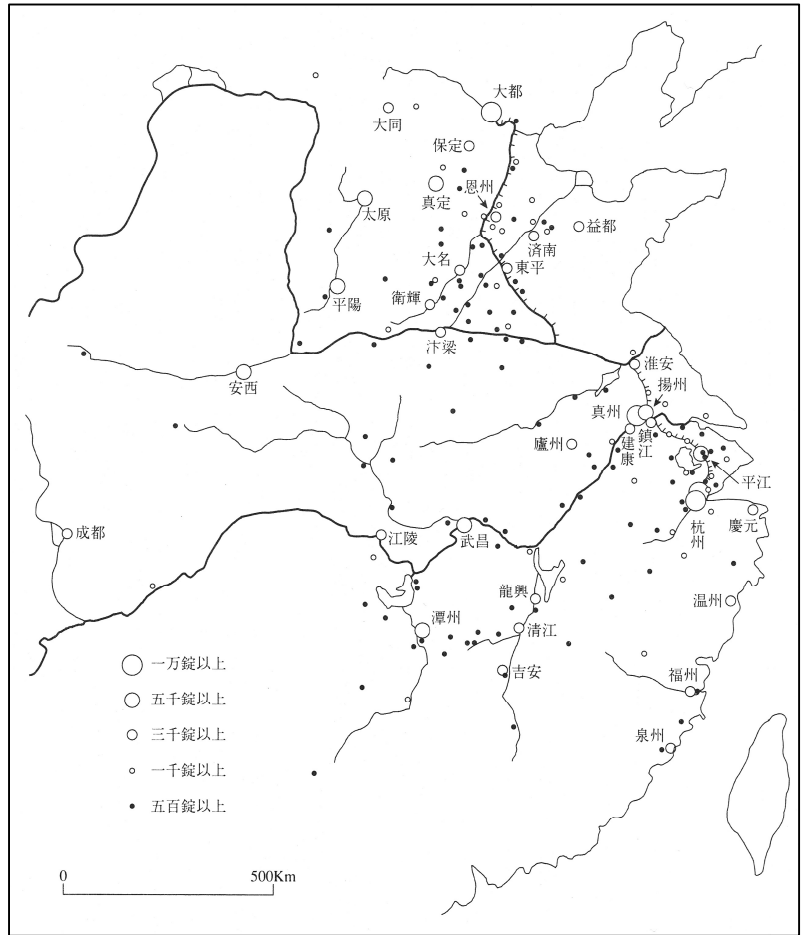 大都
大同
保定
恩州
真定
太原
益都
済南
大名
東平
平陽
衛輝
汴梁
淮安
安西
揚州
真州
鎮江
建康
廬州
平江
杭州
慶元
成都
江陵
武昌
龍興
温州
潭州
清江
吉安
福州
泉州
一万錠以上
五千錠以上
三千錠以上
一千錠以上
五百錠以上
0 500Km